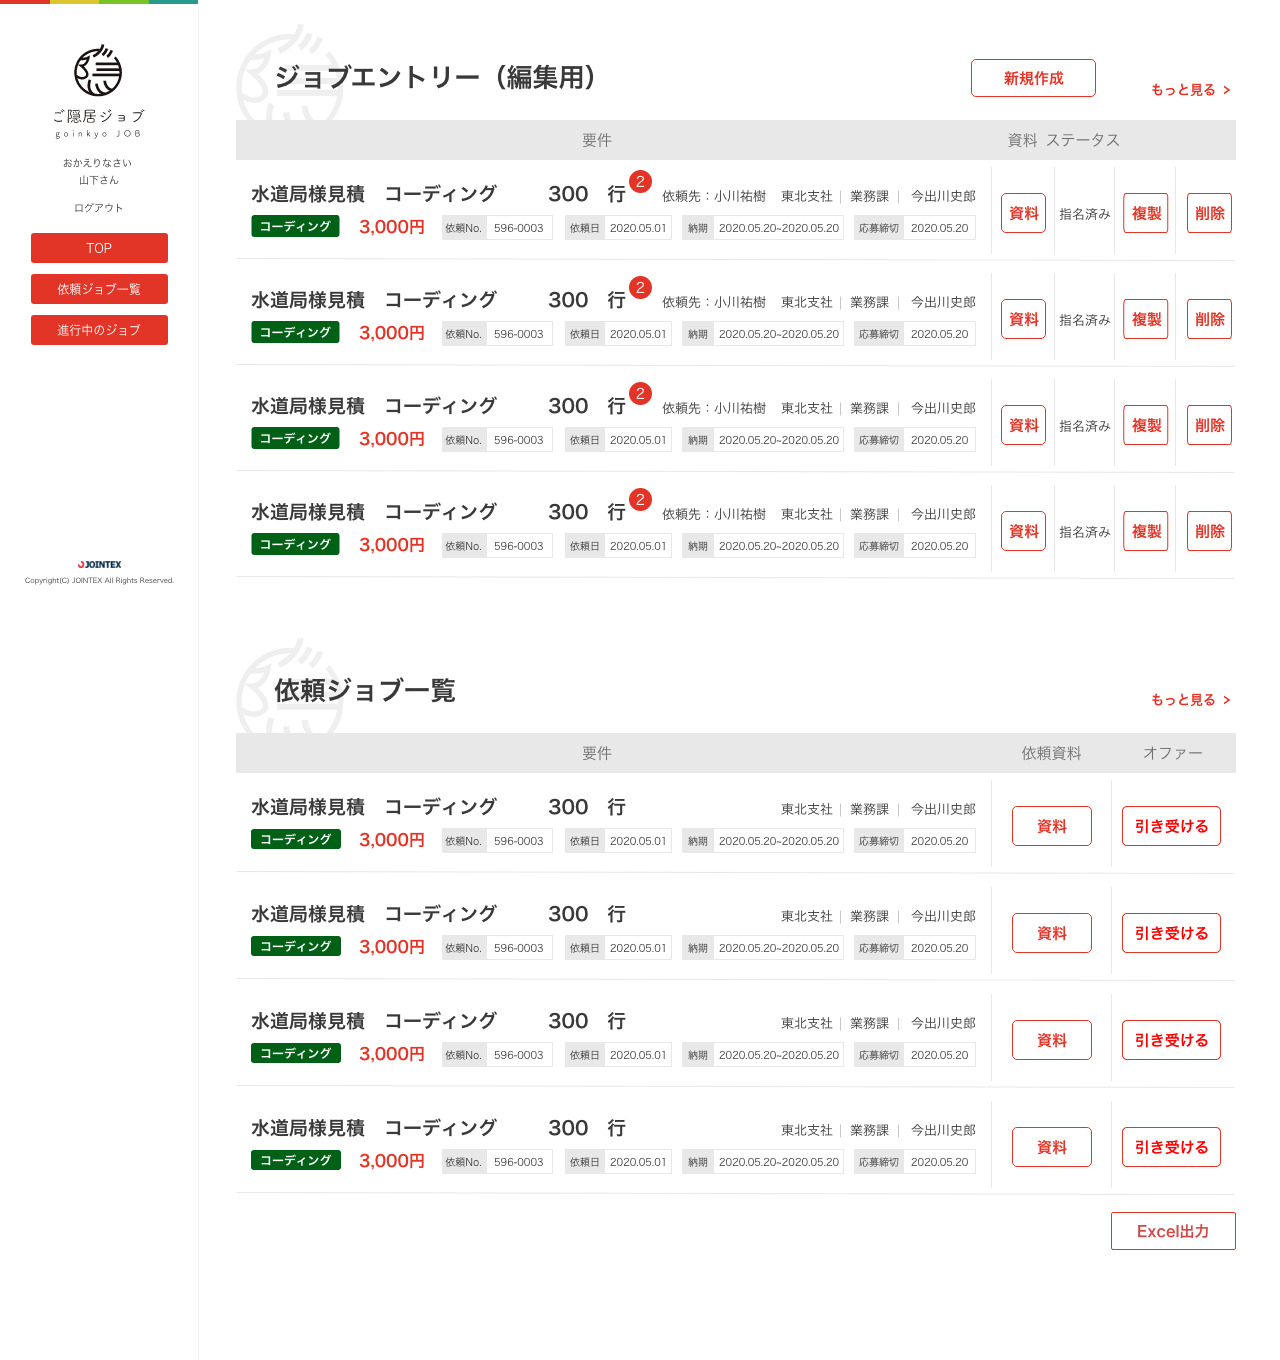 ご隠居ジョブ
goinkyo JOB
おかえりなさい
山下さん
ログアウト
TOP
依頼ジョブ一覧
進行中のジョブ
JOINTEX
Copyright(C) JOINTEX All Rights Reserved.
ジョブエントリー（編集用）
新規作成
もっと見る >
要件 資料 ステータス
水道局様見積 コーディング 300 行 2 依頼先：小川祐樹 東北支社｜業務課｜ 今出川史郎
コーディング 3,000円 依頼No. 596-0003 依頼日 2020.05.01 納期 2020.05.20~2020.05.20 応募締切 2020.05.20
資料 指名済み 複製 削除
水道局様見積 コーディング 300 行 2 依頼先：小川祐樹 東北支社｜業務課｜ 今出川史郎
コーディング 3,000円 依頼No. 596-0003 依頼日 2020.05.01 納期 2020.05.20~2020.05.20 応募締切 2020.05.20
資料 指名済み 複製 削除
水道局様見積 コーディング 300 行 2 依頼先：小川祐樹 東北支社｜業務課｜ 今出川史郎
コーディング 3,000円 依頼No. 596-0003 依頼日 2020.05.01 納期 2020.05.20~2020.05.20 応募締切 2020.05.20
資料 指名済み 複製 削除
水道局様見積 コーディング 300 行 2 依頼先：小川祐樹 東北支社｜業務課｜ 今出川史郎
コーディング 3,000円 依頼No. 596-0003 依頼日 2020.05.01 納期 2020.05.20~2020.05.20 応募締切 2020.05.20
資料 指名済み 複製 削除
依頼ジョブ一覧
もっと見る >
要件 依頼資料 オファー
水道局様見積 コーディング 300 行 東北支社｜業務課｜ 今出川史郎
コーディング 3,000円 依頼No. 596-0003 依頼日 2020.05.01 納期 2020.05.20~2020.05.20 応募締切 2020.05.20
資料 引き受ける
水道局様見積 コーディング 300 行 東北支社｜業務課｜ 今出川史郎
コーディング 3,000円 依頼No. 596-0003 依頼日 2020.05.01 納期 2020.05.20~2020.05.20 応募締切 2020.05.20
資料 引き受ける
水道局様見積 コーディング 300 行 東北支社｜業務課｜ 今出川史郎
コーディング 3,000円 依頼No. 596-0003 依頼日 2020.05.01 納期 2020.05.20~2020.05.20 応募締切 2020.05.20
資料 引き受ける
水道局様見積 コーディング 300 行 東北支社｜業務課｜ 今出川史郎
コーディング 3,000円 依頼No. 596-0003 依頼日 2020.05.01 納期 2020.05.20~2020.05.20 応募締切 2020.05.20
資料 引き受ける
Excel出力